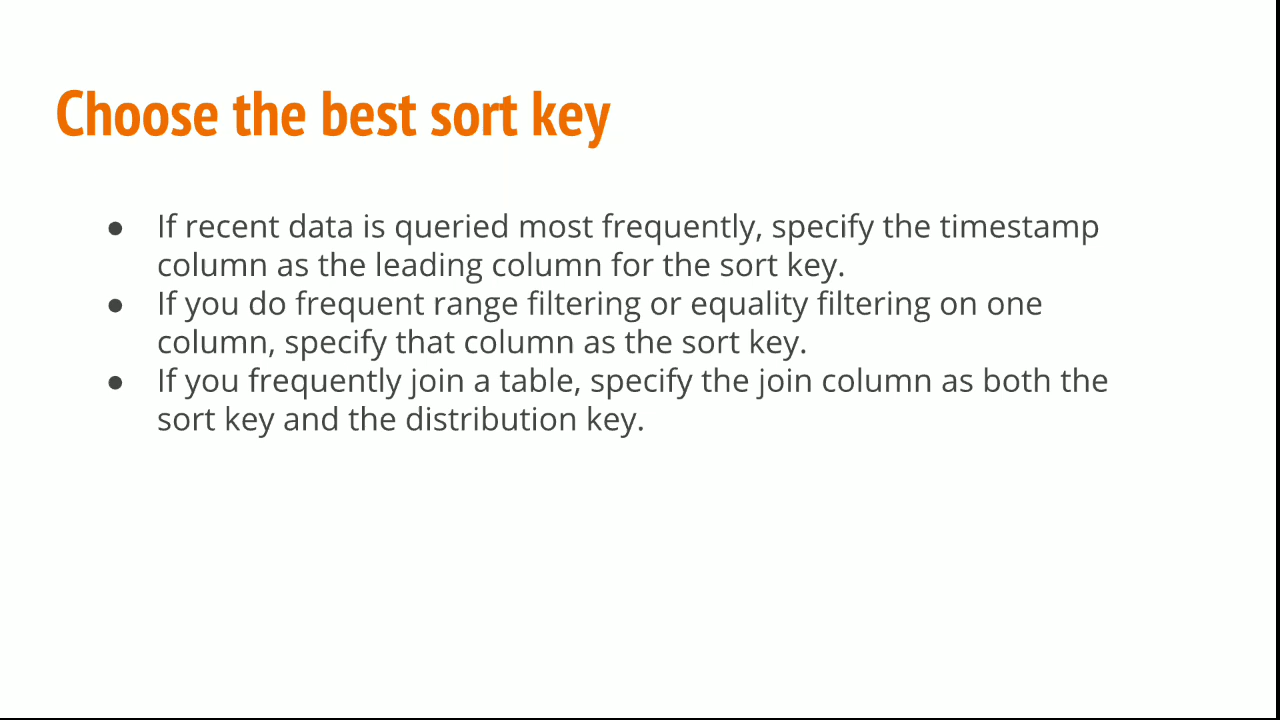 Choose the best sort key
● If recent data is queried most frequently, specify the timestamp
column as the leading column for the sort key.
● If you do frequent range filtering or equality filtering on one
column, specify that column as the sort key.
● If you frequently join a table, specify the join column as both the
sort key and the distribution key.